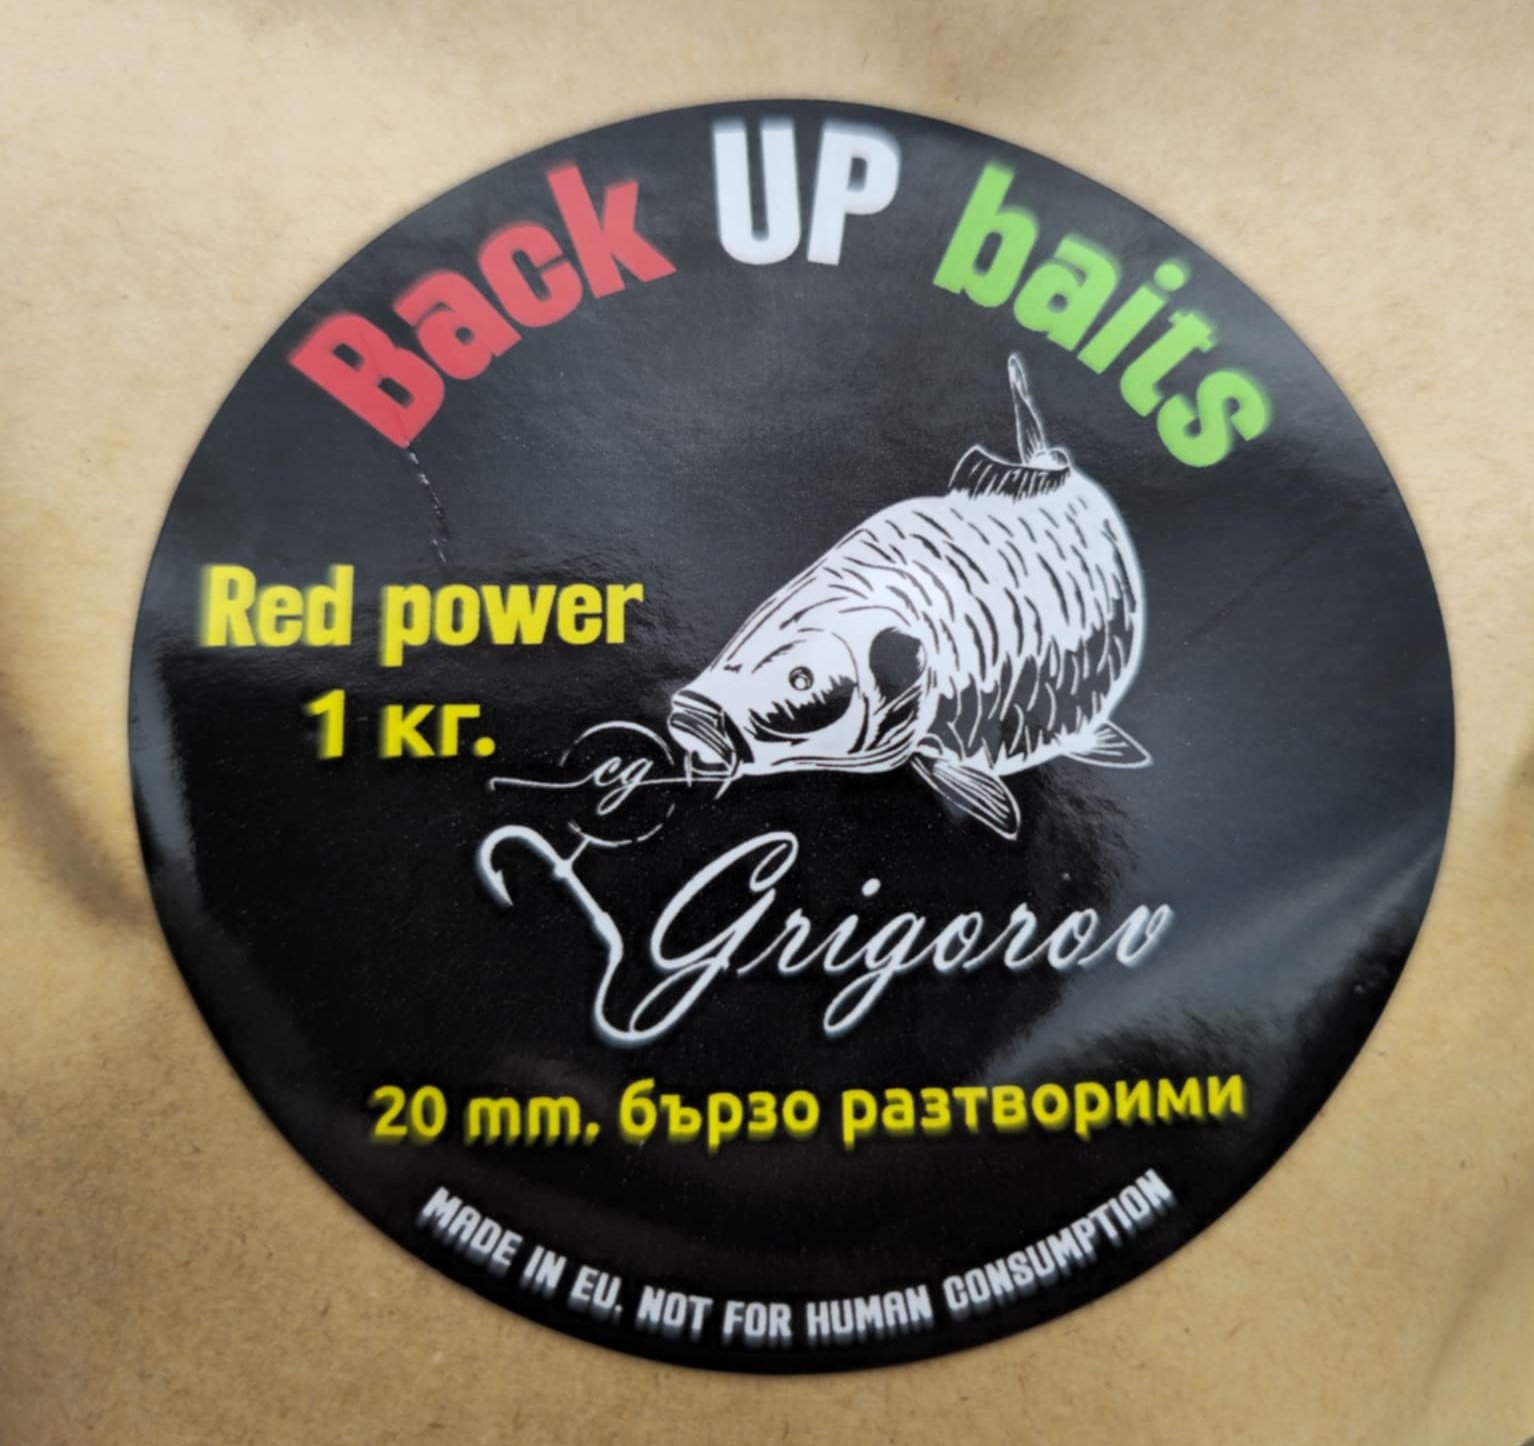 Back UP baits
Red power
1 кг.
cg
Grigorov
20 mm. бързо разтворими
MADE IN EU. NOT FOR HUMAN CONSUMPTION